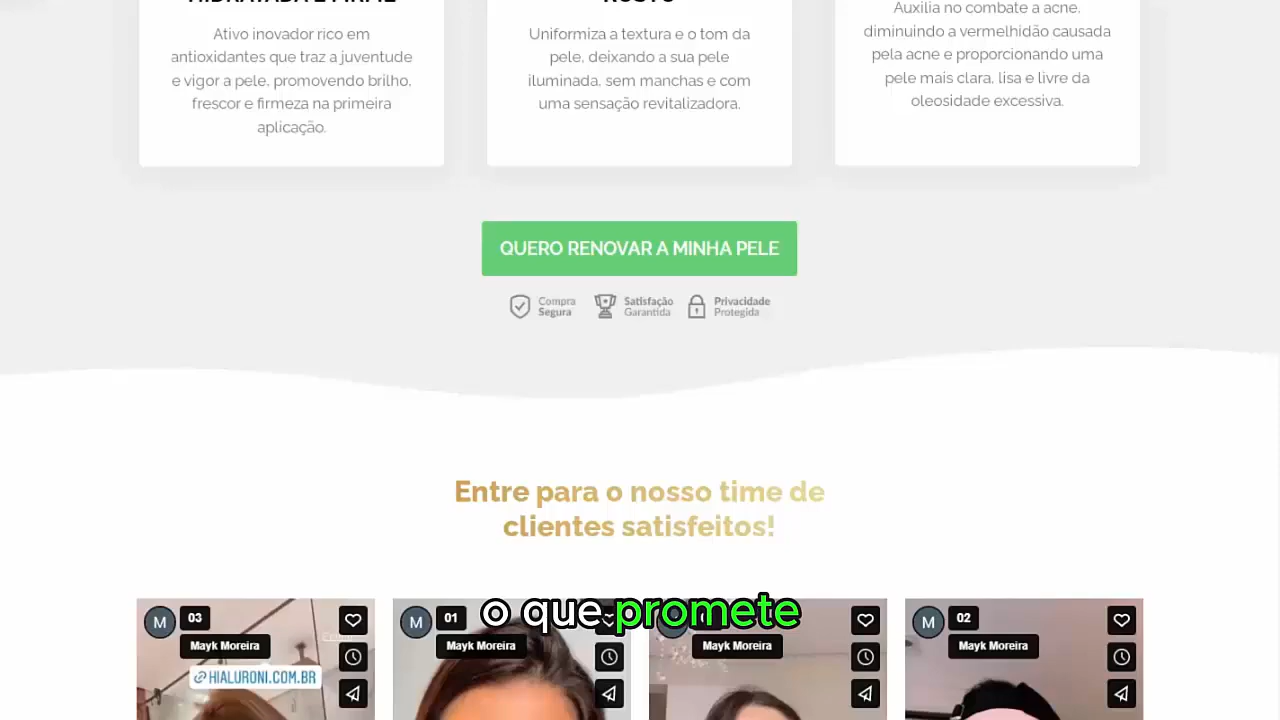 HIDRATADA E FIRME
Ativo inovador rico em
antioxidantes que traz a juventude
e vigor a pele, promovendo brilho,
frescor e firmeza na primeira
aplicação.
ROSTO
Uniformiza a textura e o tom da
pele, deixando a sua pele
iluminada, sem manchas e com
uma sensação revitalizadora.
Auxilia no combate a acne,
diminuindo a vermelhidão causada
pela acne e proporcionando uma
pele mais clara, lisa e livre da
oleosidade excessiva.
QUERO RENOVAR A MINHA PELE
Compra
Segura
Satisfação
Garantida
Privacidade
Protegida
Entre para o nosso time de
clientes satisfeitos!
o que promete
M
03
Mayk Moreira
HIALURONI.COM.BR
M
01
Mayk Moreira
Mayk Moreira
M
02
Mayk Moreira